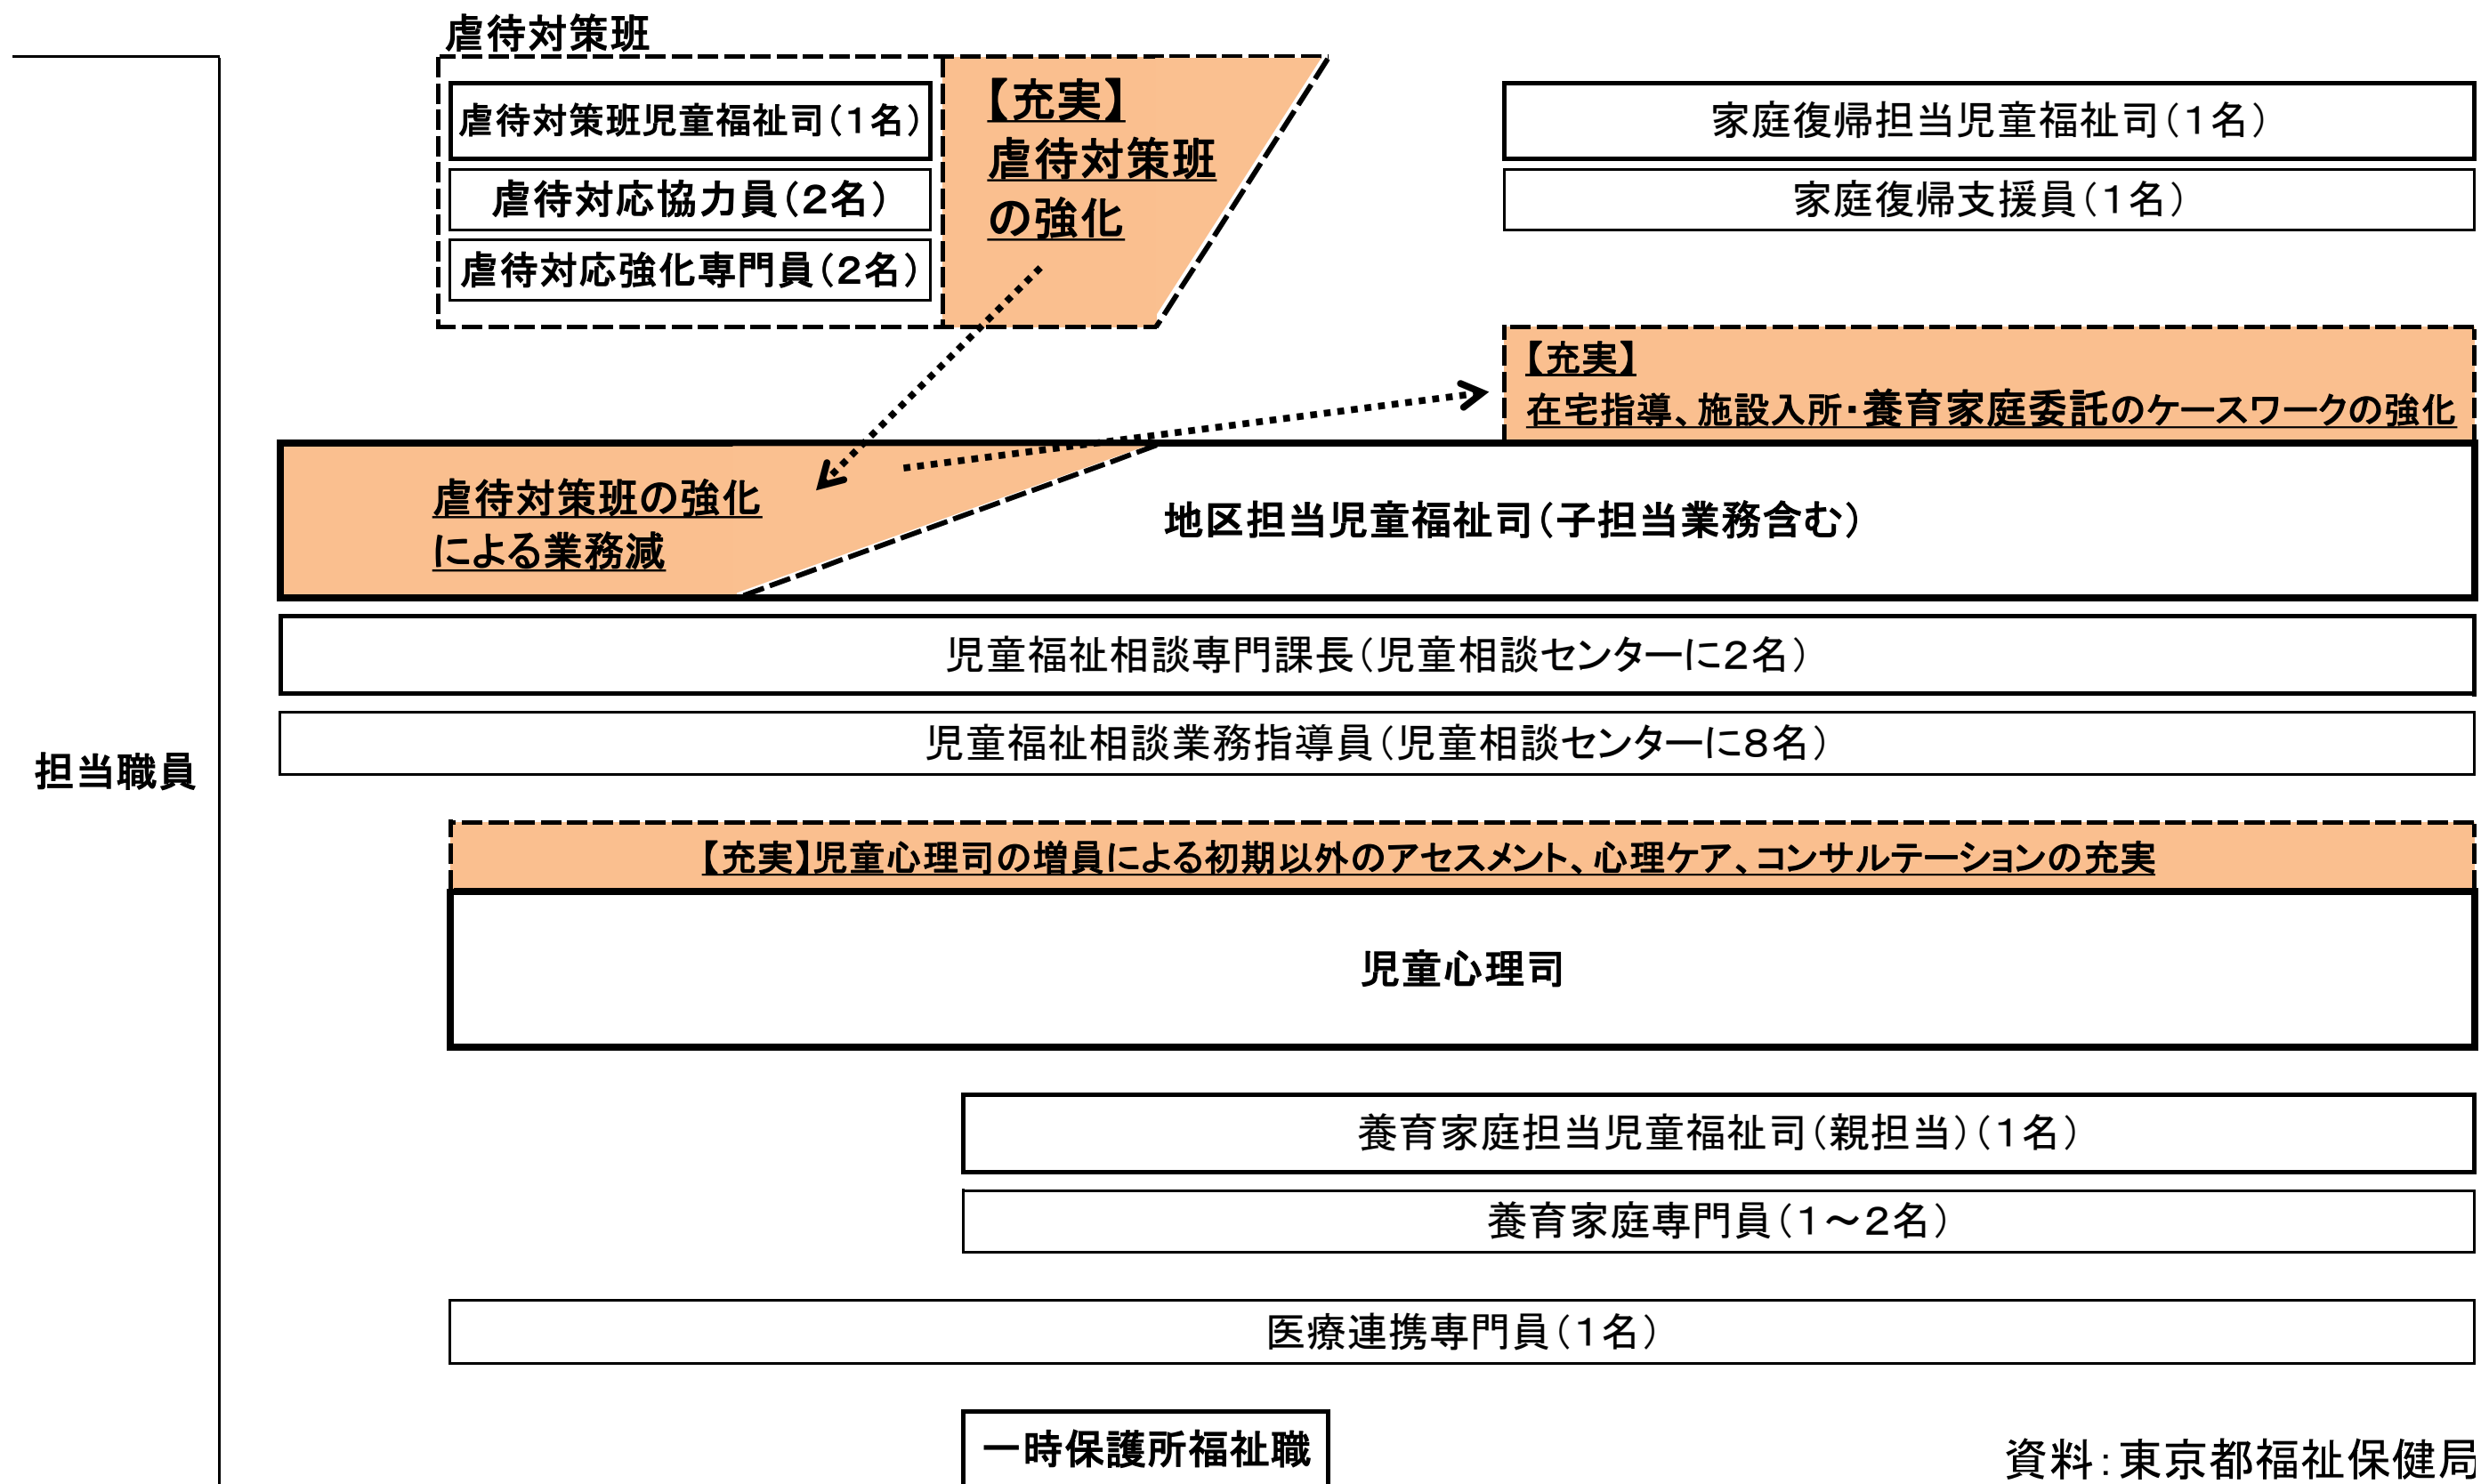 虐待対策班
虐待対策班児童福祉司（1名）
虐待対応協力員（2名）
虐待対応強化専門員（2名）
【充実】
虐待対策班
の強化
家庭復帰担当児童福祉司（1名）
家庭復帰支援員（1名）
【充実】
在宅指導、施設入所・養育家庭委託のケースワークの強化
虐待対策班の強化
による業務減
地区担当児童福祉司（子担当業務含む）
児童福祉相談専門課長（児童相談センターに2名）
児童福祉相談業務指導員（児童相談センターに8名）
担当職員
【充実】児童心理司の増員による初期以外のアセスメント、心理ケア、コンサルテーションの充実
児童心理司
養育家庭担当児童福祉司（親担当）（1名）
養育家庭専門員（1～2名）
医療連携専門員（1名）
一時保護所福祉職
資料：東京都福祉保健局